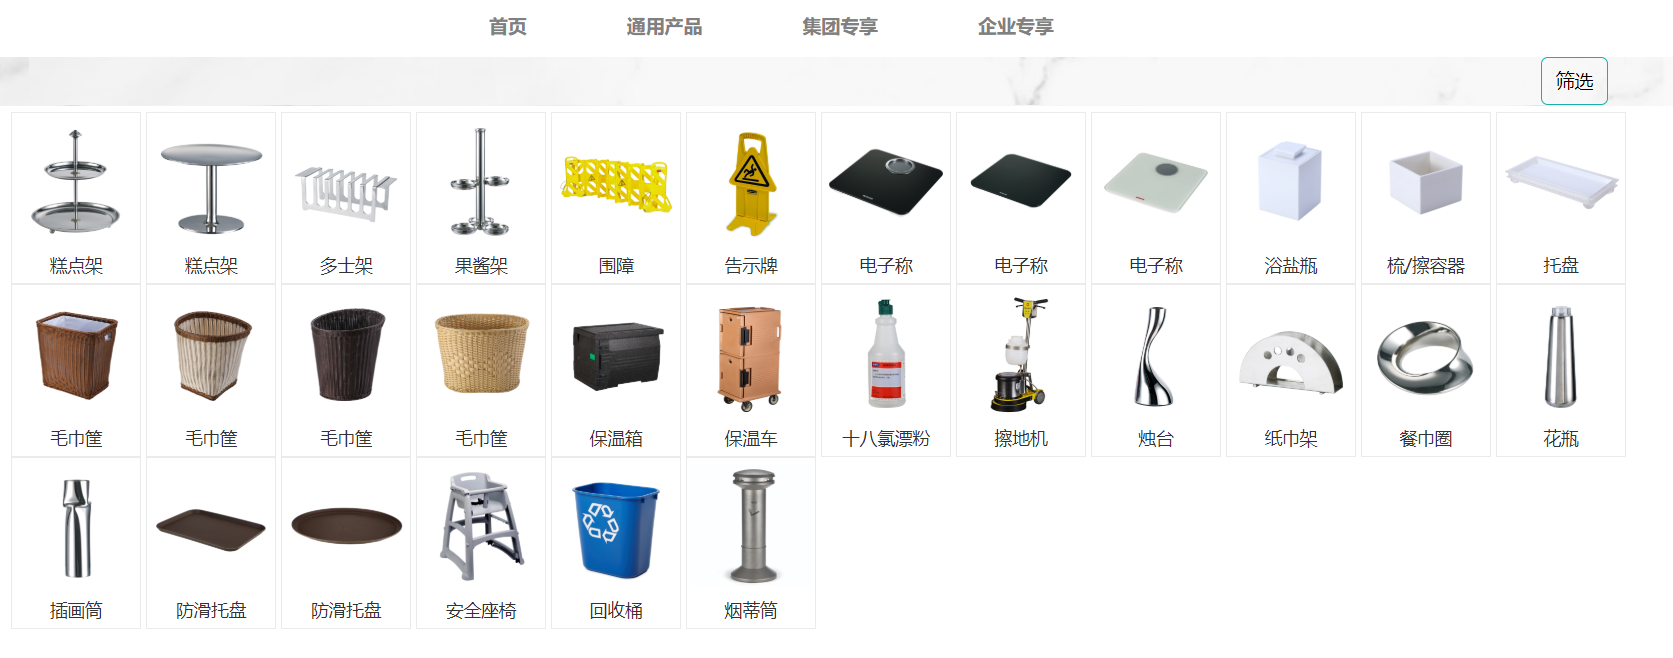 首页 通用产品 集团专享 企业专享
筛选
糕点架 糕点架 多士架 果酱架 围障 告示牌 电子称 电子称 电子称 浴盐瓶 梳/擦容器 托盘
毛巾筐 毛巾筐 毛巾筐 毛巾筐 保温箱 保温车 十八氯漂粉 擦地机 烛台 纸巾架 餐巾圈 花瓶
插画筒 防滑托盘 防滑托盘 安全座椅 回收桶 烟蒂筒